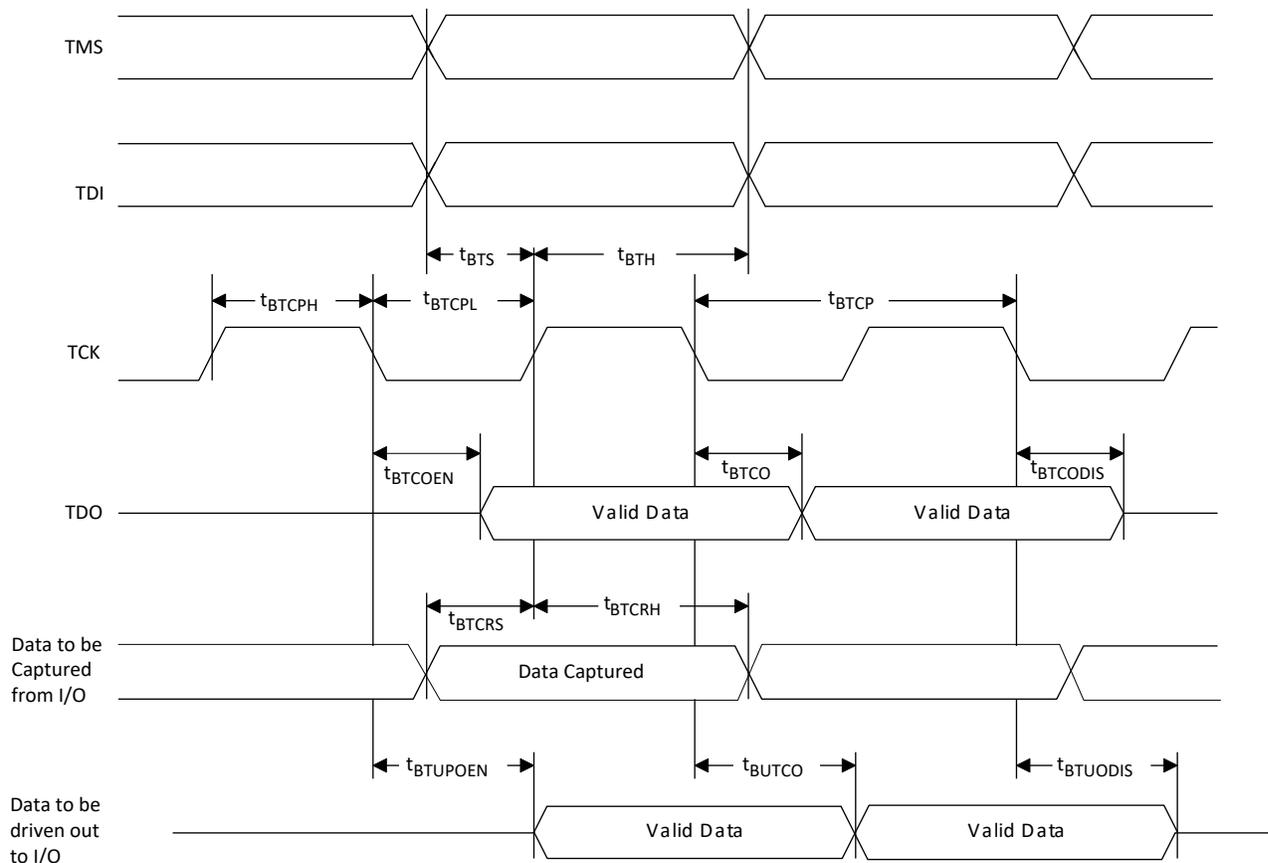 TMS
TDI
tBTS
tBTH
tBTCPH
tBTCPL
tBTCP
TCK
tBTCOEN
tBTCO
tBTCODIS
TDO
Valid Data
Valid Data
tBTCRS
tBTCRH
Data to be
Captured
from I/O
Data Captured
tBTUPOEN
tBUTCO
tBTUODIS
Data to be
driven out
to I/O
Valid Data
Valid Data